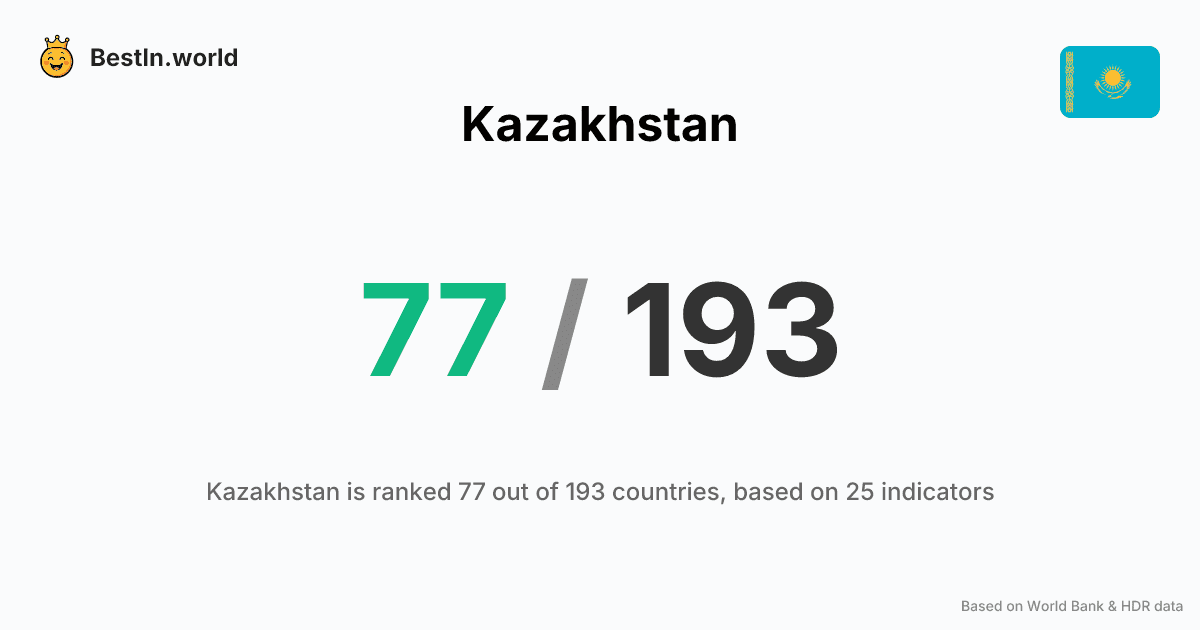 BestIn.world
Kazakhstan
77 / 193
Kazakhstan is ranked 77 out of 193 countries, based on 25 indicators
Based on World Bank & HDR data